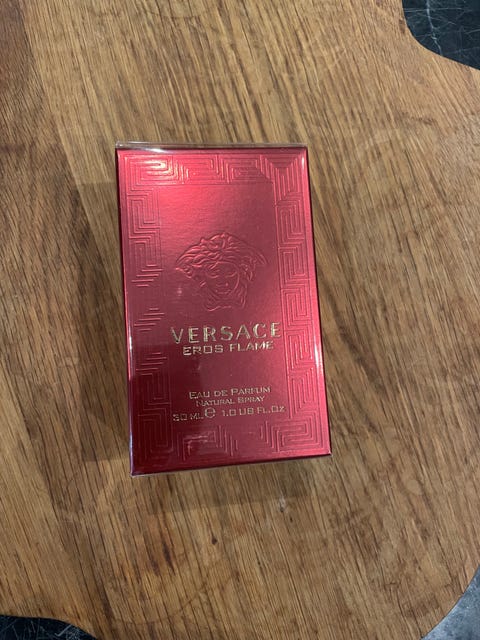 VERSACE
EROS FLAME
EAU DE PARFUM
NATURAL SPRAY
30 ML e 1.0 US FL.OZ